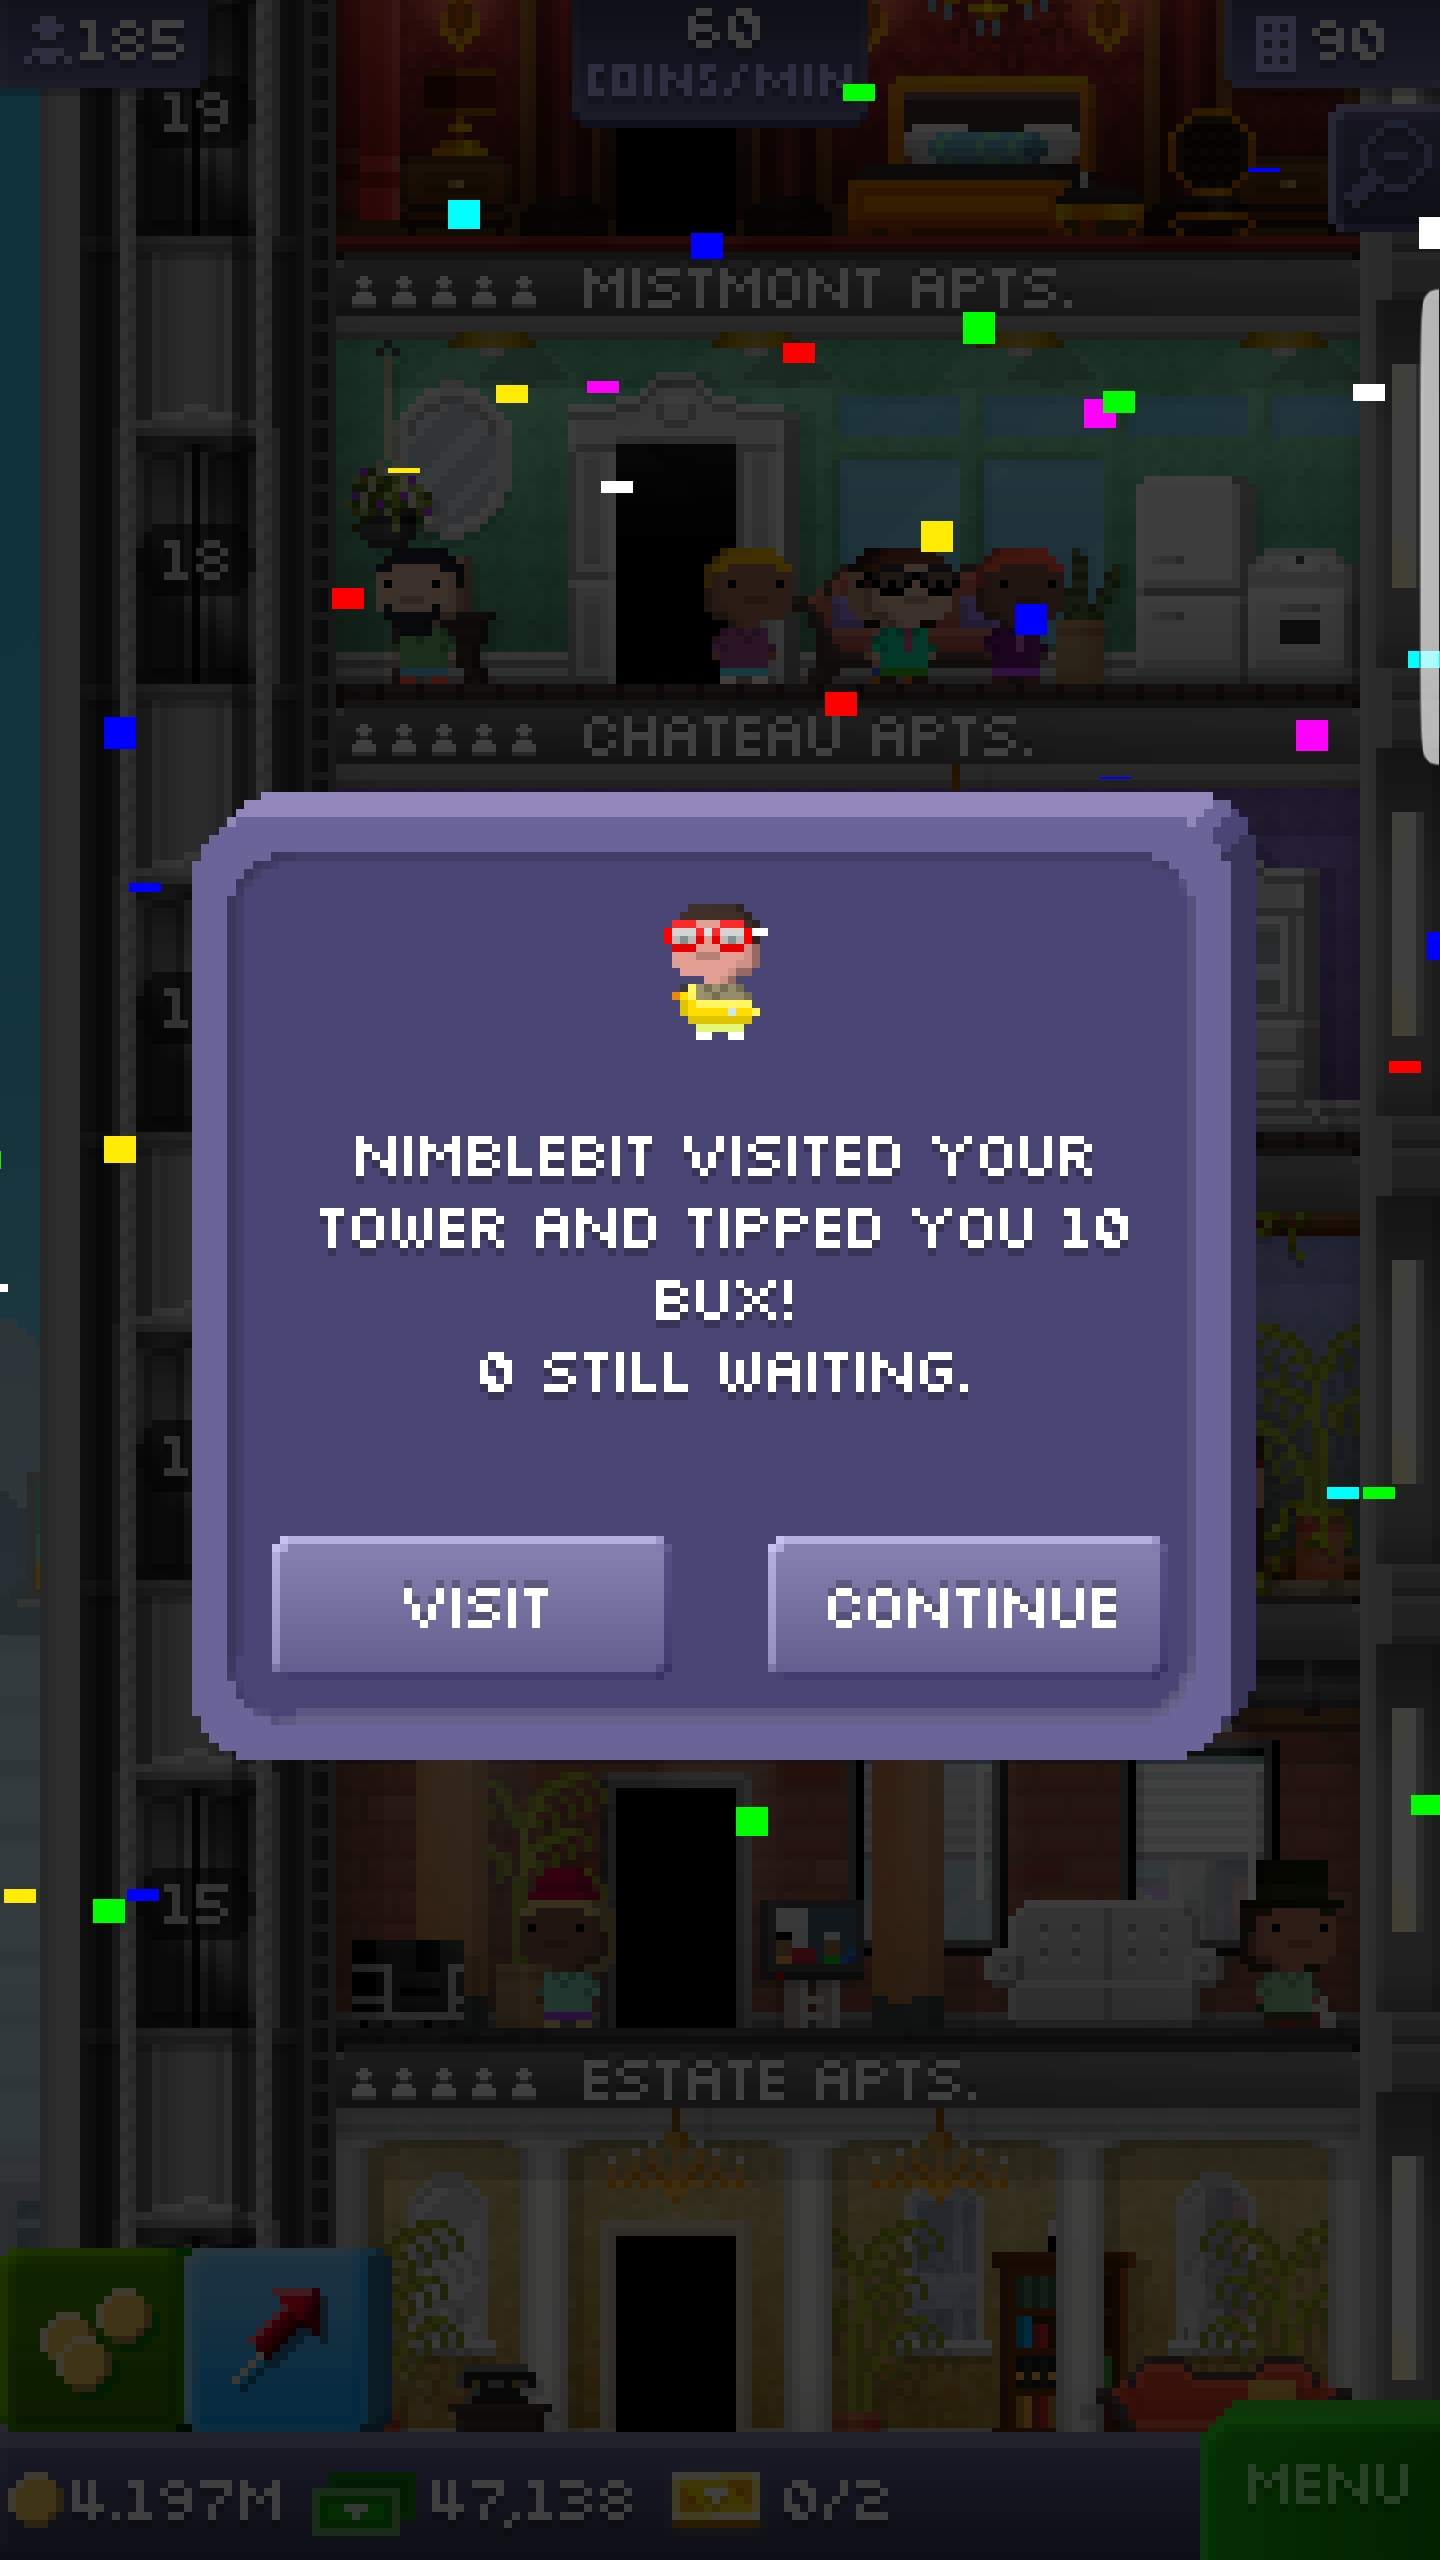 185
60
COINS/MIN
90
19
MISTMONT APTS.
18
CHATEAU APTS.
NIMBLEBIT VISITED YOUR
TOWER AND TIPPED YOU 10
BUX!
0 STILL WAITING.
VISIT
CONTINUE
15
ESTATE APTS.
4.197M
47,138
0/2
MENU